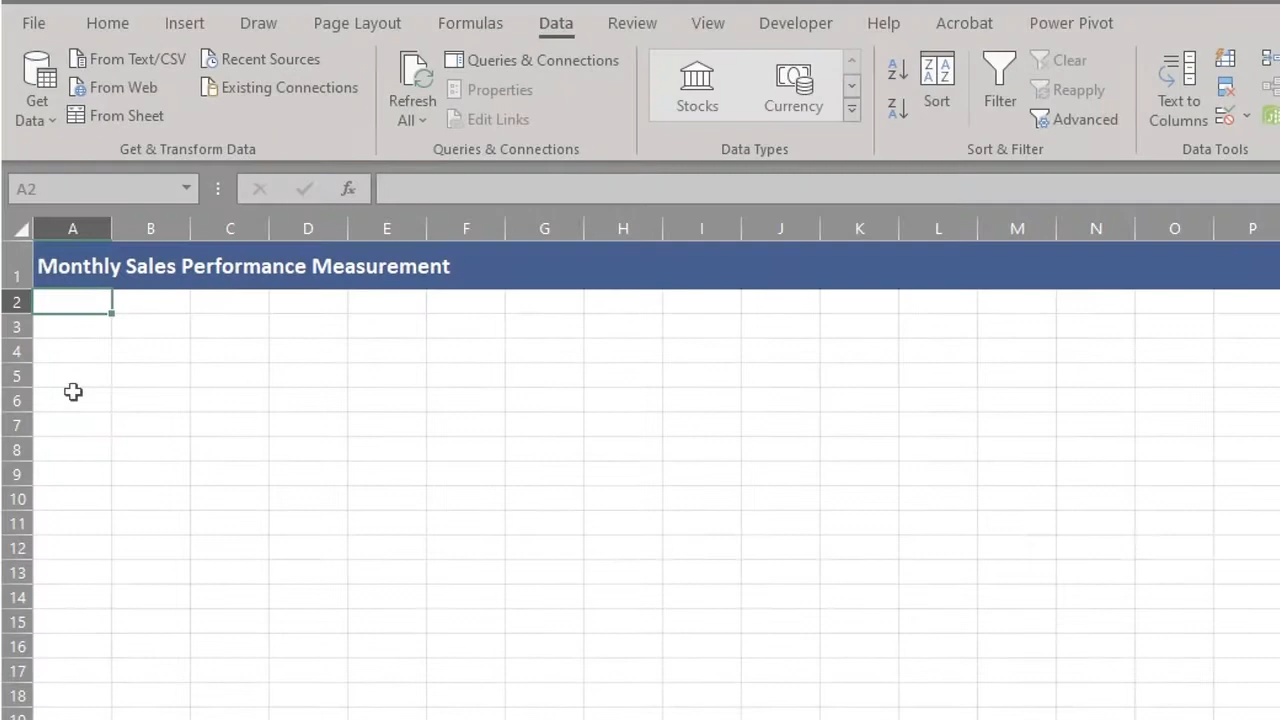 File Home Insert Draw Page Layout Formulas Data Review View Developer Help Acrobat Power Pivot
Get Data
From Text/CSV
From Web
From Sheet
Recent Sources
Existing Connections
Get & Transform Data
Refresh All
Queries & Connections
Properties
Edit Links
Queries & Connections
Stocks
Currency
Data Types
A Z
Z A
Z A A Z
Sort
Filter
Clear
Reapply
Advanced
Sort & Filter
Text to Columns
Data Tools
A2
fx
A B C D E F G H I J K L M N O P
1 Monthly Sales Performance Measurement
2
3
4
5
6
7
8
9
10
11
12
13
14
15
16
17
18